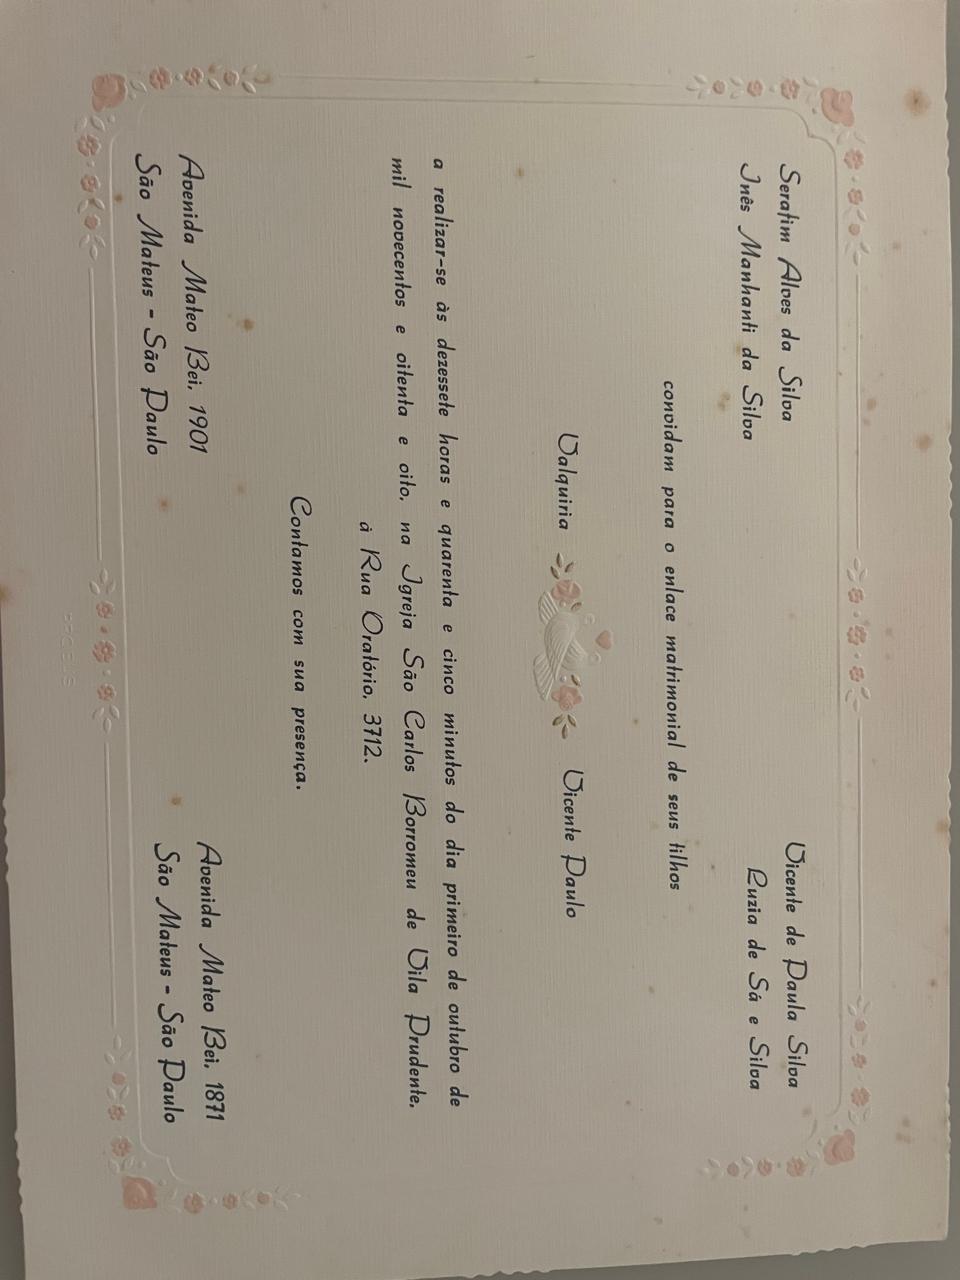 Serafim Alves da Silva
Inês Manhanti da Silva
Vicente de Paula Silva
Luzia de Sá e Silva
convidam para o enlace matrimonial de seus filhos
Valquiria
Vicente Paulo
a realizar-se às dezessete horas e quarenta e cinco minutos do dia primeiro de outubro de
mil novecentos e oitenta e oito, na Igreja São Carlos Borromeu de Vila Prudente,
à Rua Oratório, 3712.
Contamos com sua presença.
Avenida Mateo Bei, 1901
São Mateus - São Paulo
Avenida Mateo Bei, 1871
São Mateus - São Paulo